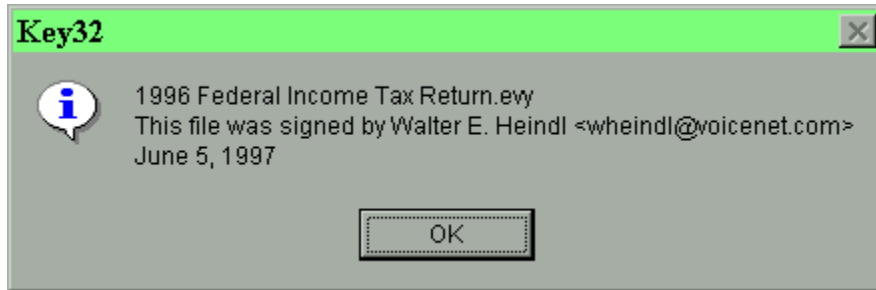 Key32
1996 Federal Income Tax Return.evy
This file was signed by Walter E. Heindl <wheindl@voicenet.com>
June 5, 1997
OK